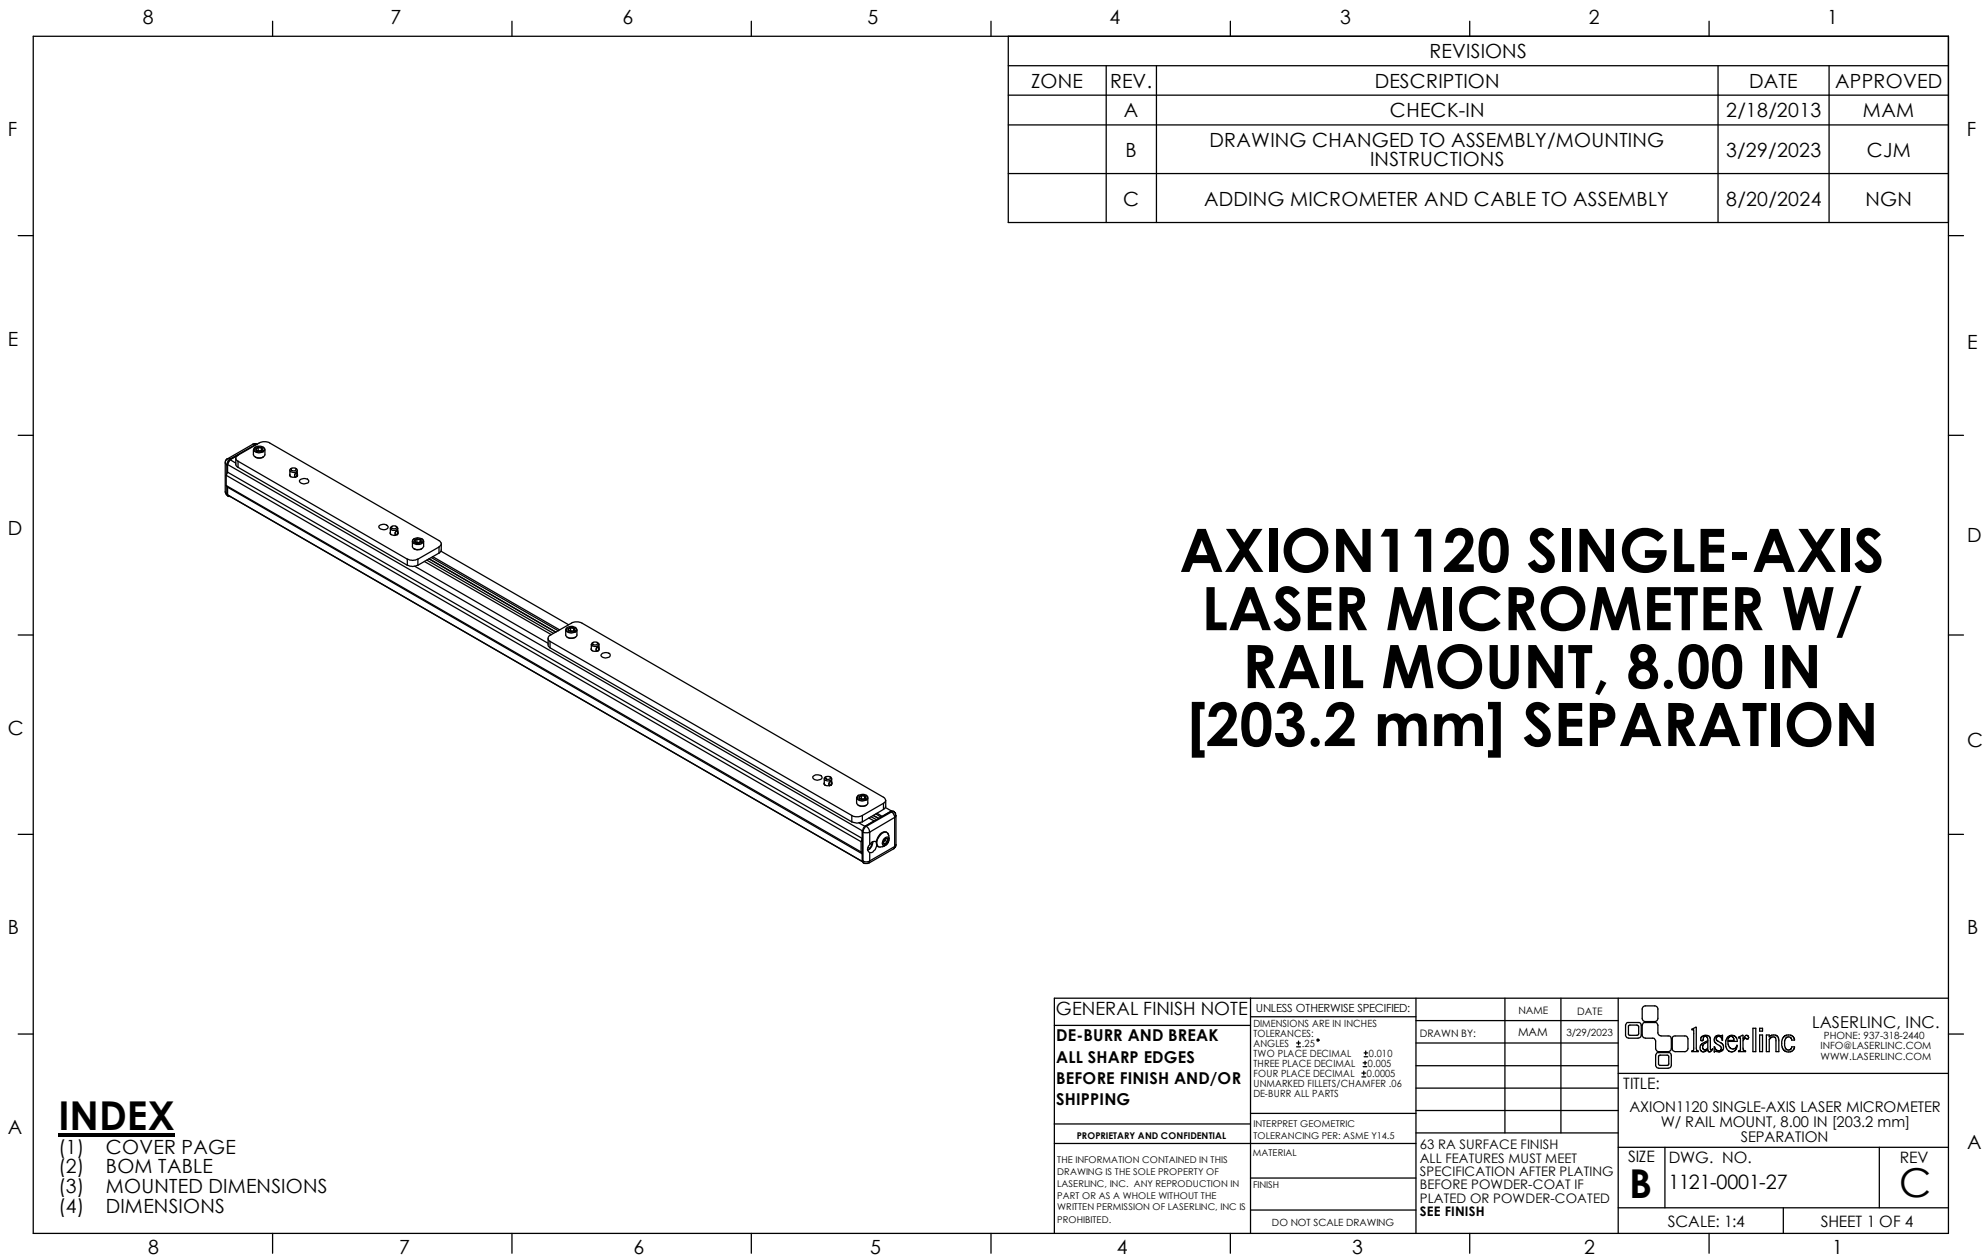 8 7 6 5 4 3 2 1
REVISIONS
ZONE REV. DESCRIPTION DATE APPROVED
A CHECK-IN 2/18/2013 MAM
B DRAWING CHANGED TO ASSEMBLY/MOUNTING
INSTRUCTIONS 3/29/2023 CJM
C ADDING MICROMETER AND CABLE TO ASSEMBLY 8/20/2024 NGN
F F
E E
D D
C C
B B
A A
AXION1120 SINGLE-AXIS
LASER MICROMETER W/
RAIL MOUNT, 8.00 IN
[203.2 mm] SEPARATION
INDEX
(1) COVER PAGE
(2) BOM TABLE
(3) MOUNTED DIMENSIONS
(4) DIMENSIONS
GENERAL FINISH NOTE
DE-BURR AND BREAK
ALL SHARP EDGES
BEFORE FINISH AND/OR
SHIPPING
PROPRIETARY AND CONFIDENTIAL
THE INFORMATION CONTAINED IN THIS
DRAWING IS THE SOLE PROPERTY OF
LASERLINC, INC. ANY REPRODUCTION IN
PART OR AS A WHOLE WITHOUT THE
WRITTEN PERMISSION OF LASERLINC, INC IS
PROHIBITED.
UNLESS OTHERWISE SPECIFIED:
DIMENSIONS ARE IN INCHES
TOLERANCES:
ANGLES ±.25°
TWO PLACE DECIMAL ±0.010
THREE PLACE DECIMAL ±0.005
FOUR PLACE DECIMAL ±0.0005
UNMARKED FILLETS/CHAMFER .06
DE-BURR ALL PARTS
INTERPRET GEOMETRIC
TOLERANCING PER: ASME Y14.5
MATERIAL
FINISH
DO NOT SCALE DRAWING
NAME DATE
DRAWN BY: MAM 3/29/2023
63 RA SURFACE FINISH
ALL FEATURES MUST MEET
SPECIFICATION AFTER PLATING
BEFORE POWDER-COAT IF
PLATED OR POWDER-COATED
SEE FINISH
laserlinc
LASERLINC, INC.
PHONE: 937-318-2440
INFO@LASERLINC.COM
WWW.LASERLINC.COM
TITLE:
AXION1120 SINGLE-AXIS LASER MICROMETER
W/ RAIL MOUNT, 8.00 IN [203.2 mm]
SEPARATION
SIZE DWG. NO. REV
B 1121-0001-27 C
SCALE: 1:4 SHEET 1 OF 4
8 7 6 5 4 3 2 1